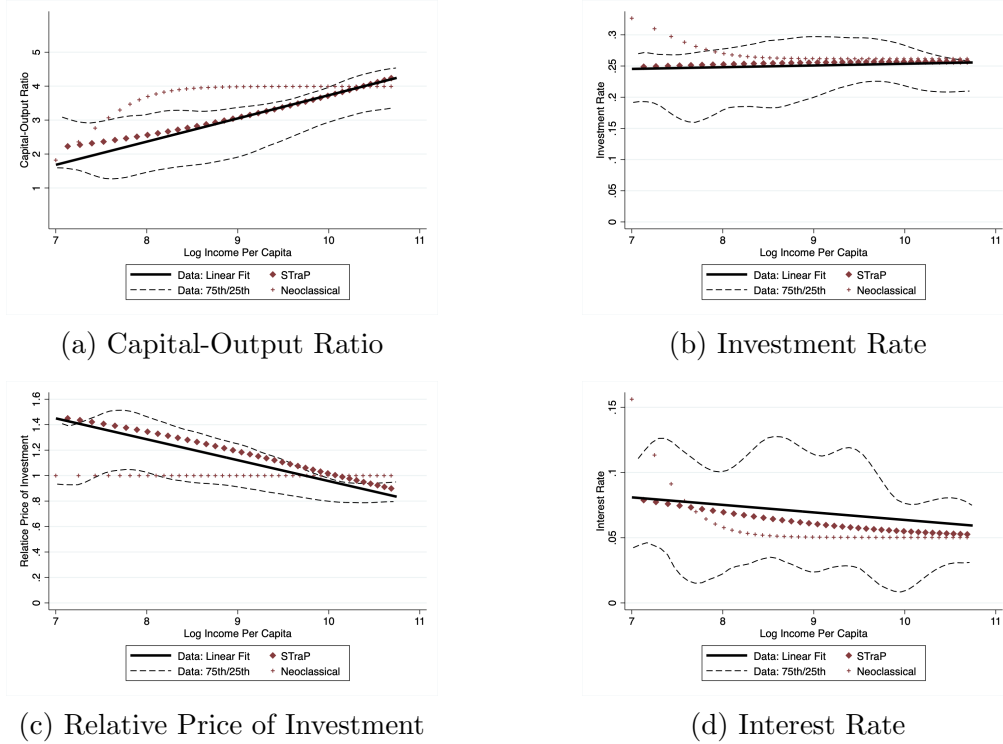 Capital-Output Ratio
5
4
3
2
1
7 8 9 10 11
Log Income Per Capita
Data: Linear Fit STraP
Data: 75th/25th Neoclassical
(a) Capital-Output Ratio
Investment Rate
.3
.25
.2
.15
.1
.05
0
7 8 9 10 11
Log Income Per Capita
Data: Linear Fit STraP
Data: 75th/25th Neoclassical
(b) Investment Rate
Relatice Price of Investment
1.6
1.4
1.2
1
.8
.6
.4
.2
0
7 8 9 10 11
Log Income Per Capita
Data: Linear Fit STraP
Data: 75th/25th Neoclassical
(c) Relative Price of Investment
Interest Rate
.15
.1
.05
0
7 8 9 10 11
Log Income Per Capita
Data: Linear Fit STraP
Data: 75th/25th Neoclassical
(d) Interest Rate